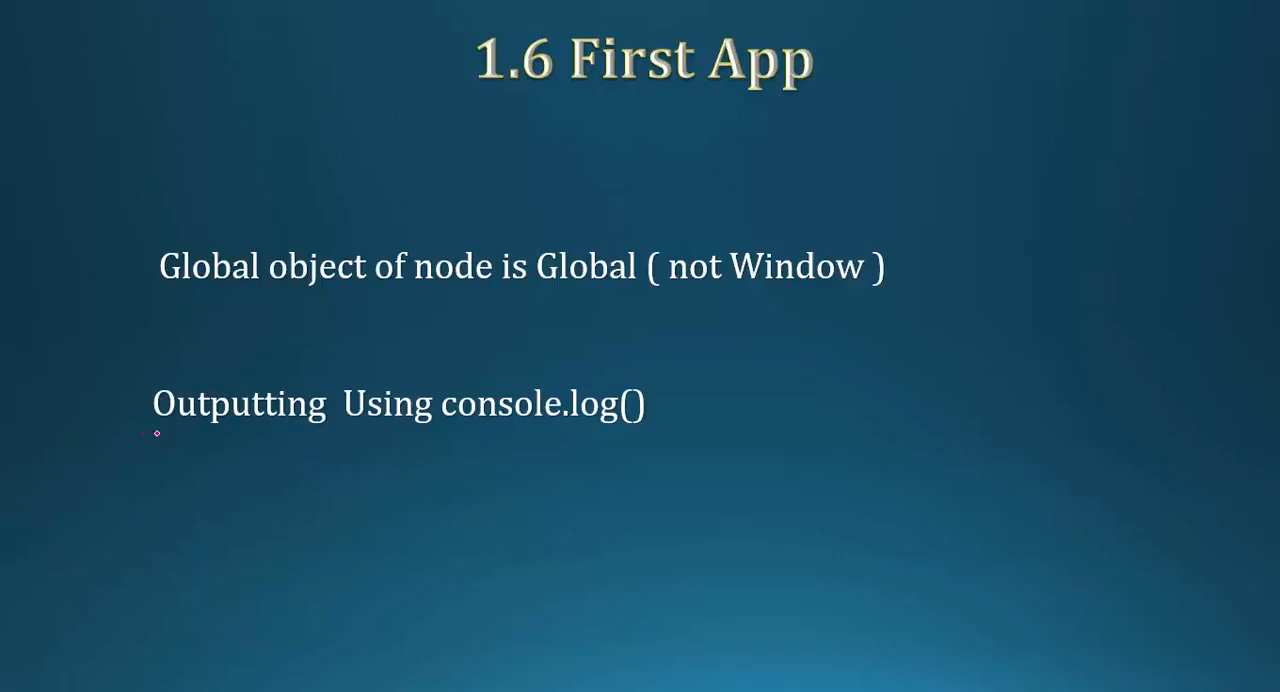 1.6 First App
Global object of node is Global ( not Window )
Outputting  Using console.log()